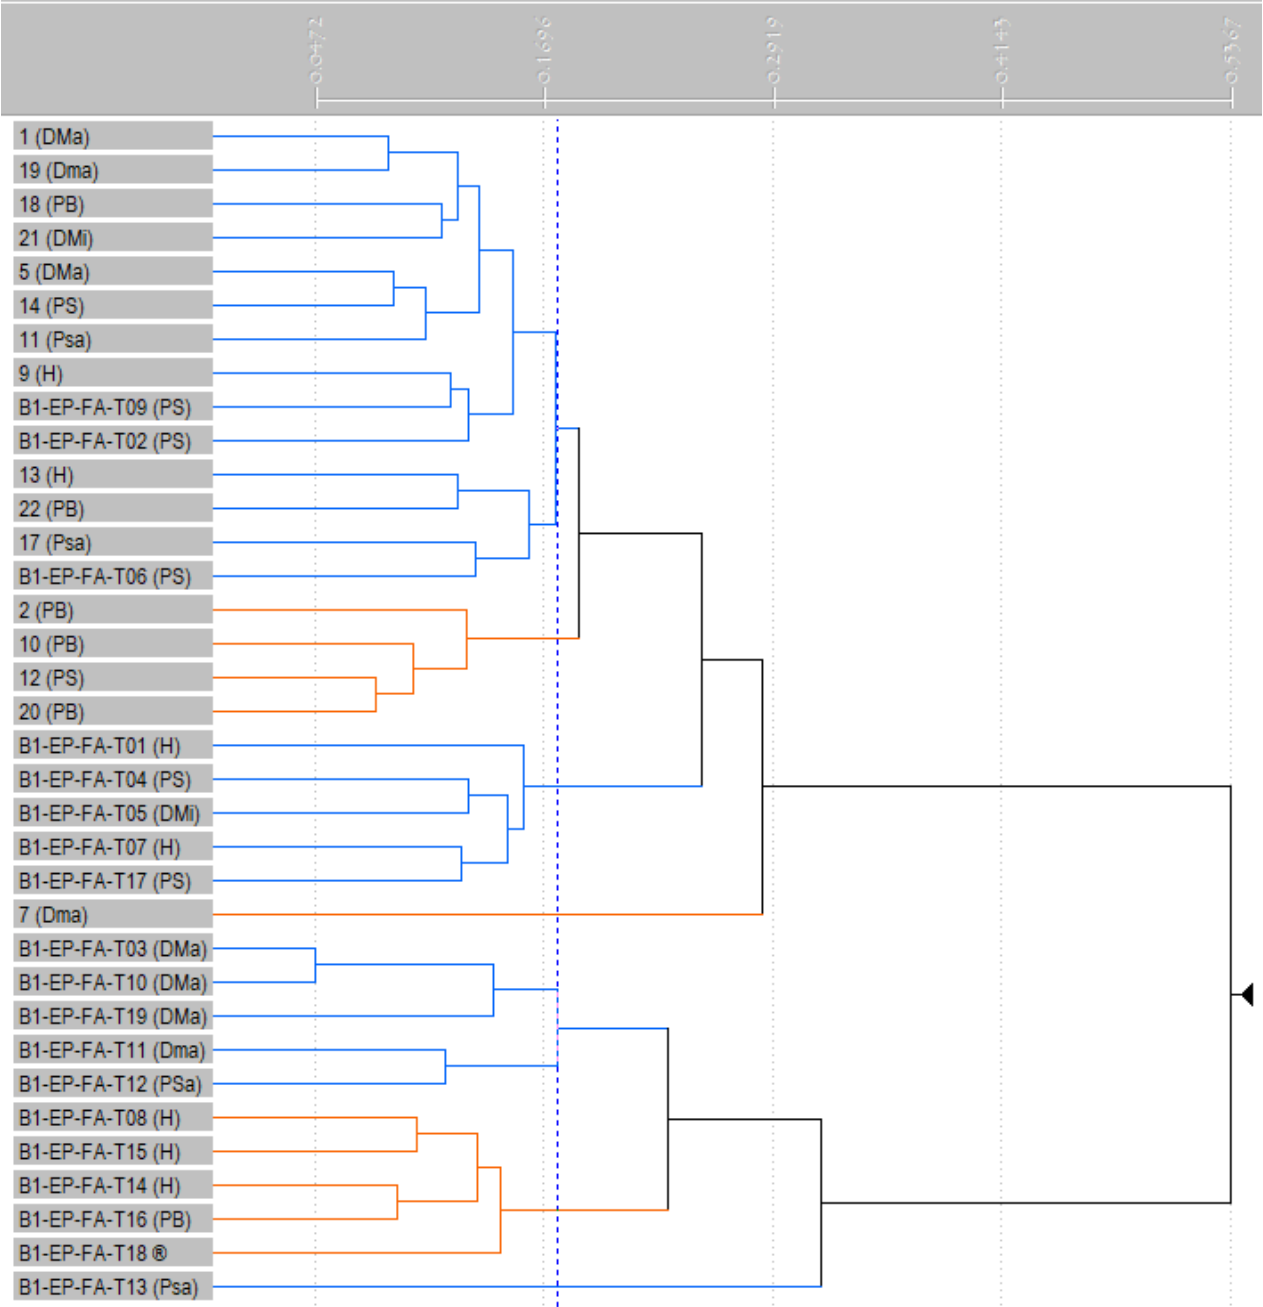 0.0472
0.1696
0.2919
0.4143
0.5367
1 (DMa)
19 (Dma)
18 (PB)
21 (DMi)
5 (DMa)
14 (PS)
11 (Psa)
9 (H)
B1-EP-FA-T09 (PS)
B1-EP-FA-T02 (PS)
13 (H)
22 (PB)
17 (Psa)
B1-EP-FA-T06 (PS)
2 (PB)
10 (PB)
12 (PS)
20 (PB)
B1-EP-FA-T01 (H)
B1-EP-FA-T04 (PS)
B1-EP-FA-T05 (DMi)
B1-EP-FA-T07 (H)
B1-EP-FA-T17 (PS)
7 (Dma)
B1-EP-FA-T03 (DMa)
B1-EP-FA-T10 (DMa)
B1-EP-FA-T19 (DMa)
B1-EP-FA-T11 (Dma)
B1-EP-FA-T12 (PSa)
B1-EP-FA-T08 (H)
B1-EP-FA-T15 (H)
B1-EP-FA-T14 (H)
B1-EP-FA-T16 (PB)
B1-EP-FA-T18 ®
B1-EP-FA-T13 (Psa)